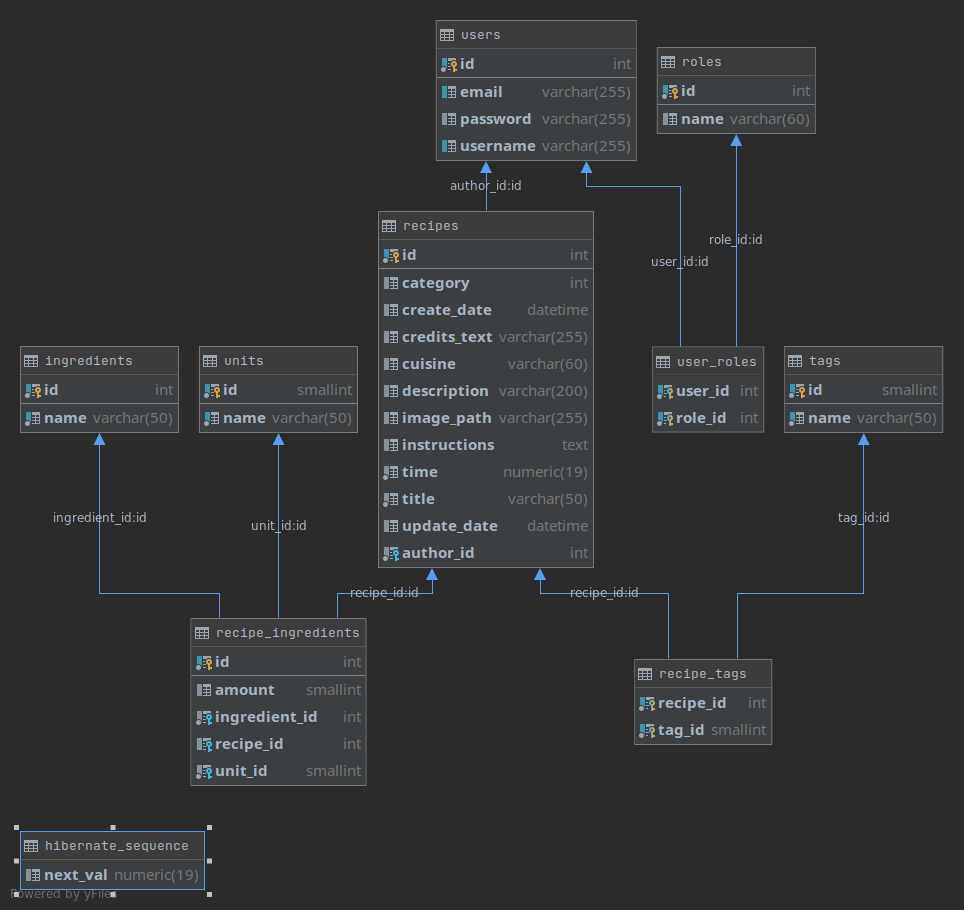 users
id int
email varchar(255)
password varchar(255)
username varchar(255)
roles
id int
name varchar(60)
author_id:id
role_id:id
user_id:id
recipes
id int
category int
create_date datetime
credits_text varchar(255)
cuisine varchar(60)
description varchar(200)
image_path varchar(255)
instructions text
time numeric(19)
title varchar(50)
update_date datetime
author_id int
ingredients
id int
name varchar(50)
units
id smallint
name varchar(50)
user_roles
user_id int
role_id int
tags
id smallint
name varchar(50)
ingredient_id:id
unit_id:id
tag_id:id
recipe_id:id
recipe_id:id
recipe_ingredients
id int
amount smallint
ingredient_id int
recipe_id int
unit_id smallint
recipe_tags
recipe_id int
tag_id smallint
hibernate_sequence
next_val numeric(19)
Powered by yFiles